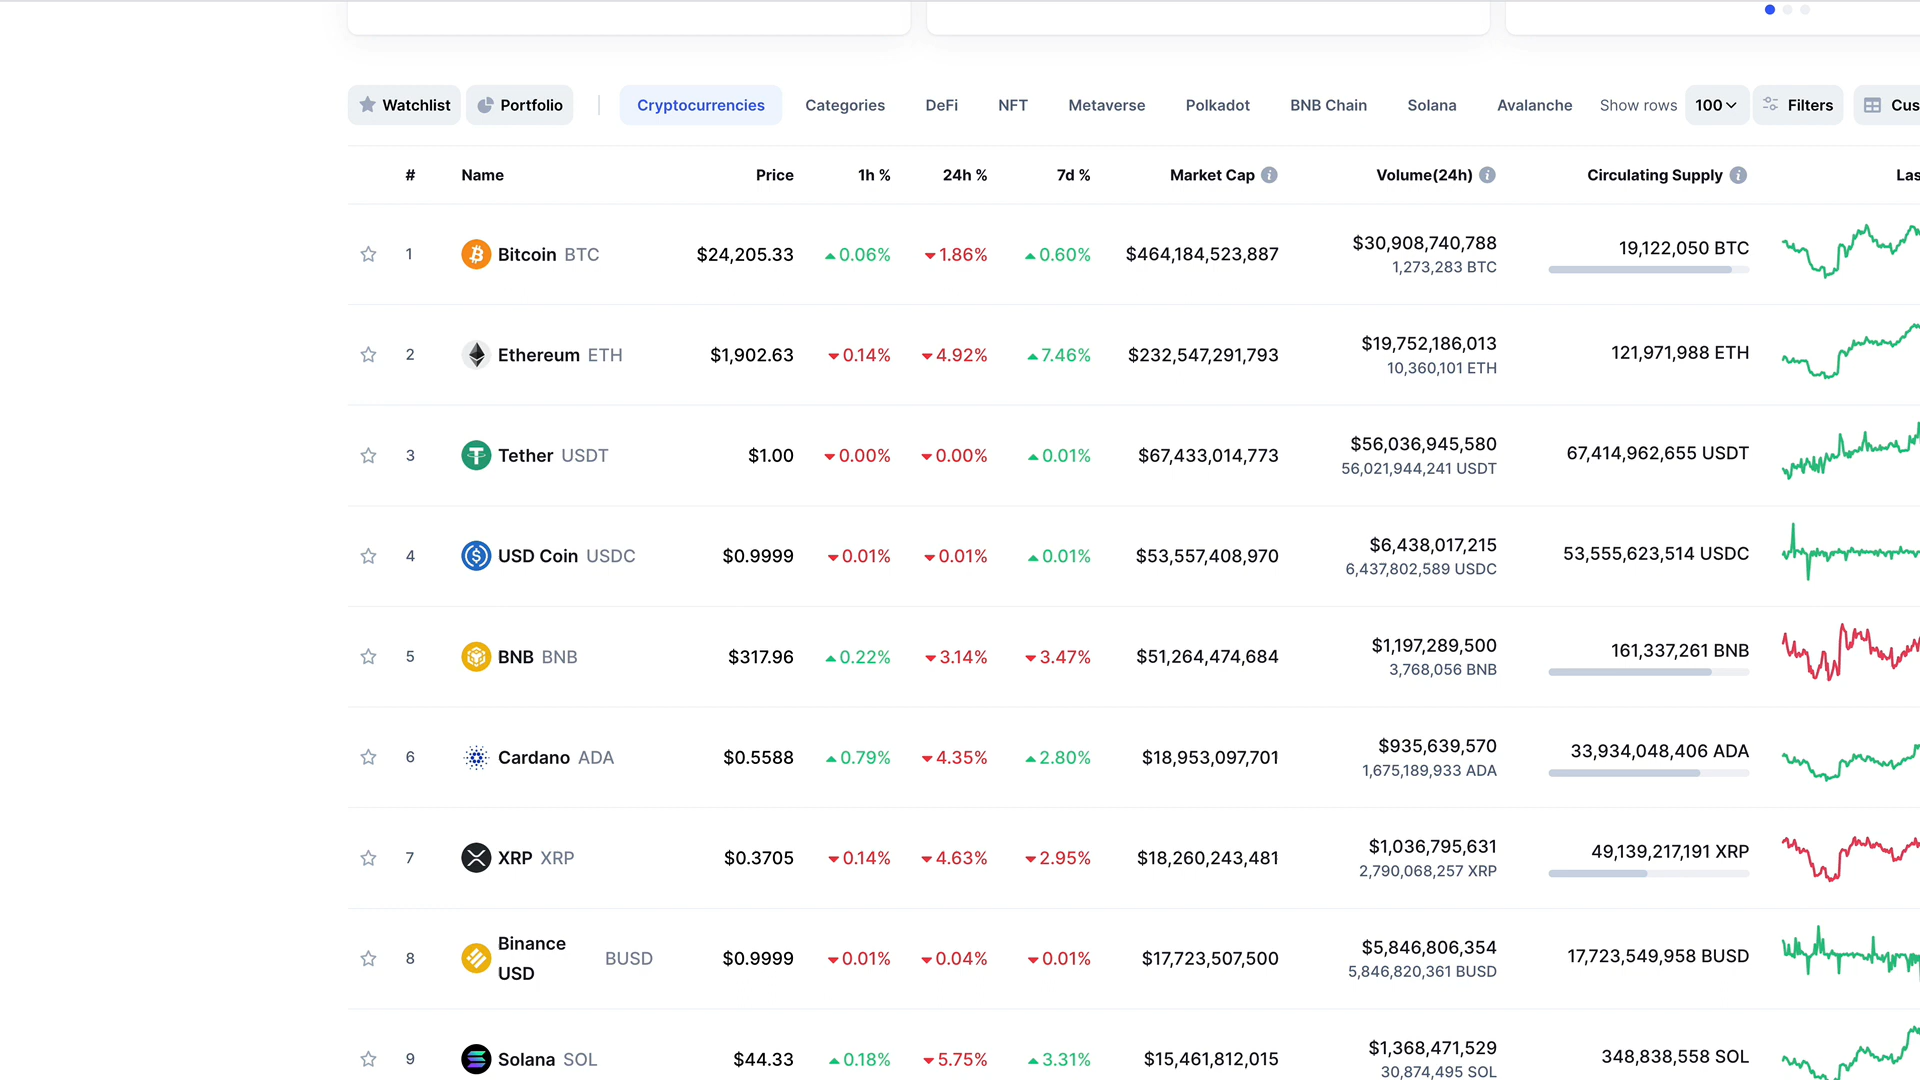 Watchlist Portfolio Cryptocurrencies Categories DeFi NFT Metaverse Polkadot BNB Chain Solana Avalanche Show rows 100 Filters Cus
# Name Price 1h % 24h % 7d % Market Cap Volume(24h) Circulating Supply Las
1 Bitcoin BTC $24,205.33 0.06% 1.86% 0.60% $464,184,523,887 $30,908,740,788 19,122,050 BTC
1,273,283 BTC
2 Ethereum ETH $1,902.63 0.14% 4.92% 7.46% $232,547,291,793 $19,752,186,013 121,971,988 ETH
10,360,101 ETH
3 Tether USDT $1.00 0.00% 0.00% 0.01% $67,433,014,773 $56,036,945,580 67,414,962,655 USDT
56,021,944,241 USDT
4 USD Coin USDC $0.9999 0.01% 0.01% 0.01% $53,557,408,970 $6,438,017,215 53,555,623,514 USDC
6,437,802,589 USDC
5 BNB BNB $317.96 0.22% 3.14% 3.47% $51,264,474,684 $1,197,289,500 161,337,261 BNB
3,768,056 BNB
6 Cardano ADA $0.5588 0.79% 4.35% 2.80% $18,953,097,701 $935,639,570 33,934,048,406 ADA
1,675,189,933 ADA
7 XRP XRP $0.3705 0.14% 4.63% 2.95% $18,260,243,481 $1,036,795,631 49,139,217,191 XRP
2,790,068,257 XRP
8 Binance USD BUSD $0.9999 0.01% 0.04% 0.01% $17,723,507,500 $5,846,806,354 17,723,549,958 BUSD
5,846,820,361 BUSD
9 Solana SOL $44.33 0.18% 5.75% 3.31% $15,461,812,015 $1,368,471,529 348,838,558 SOL
30,874,495 SOL